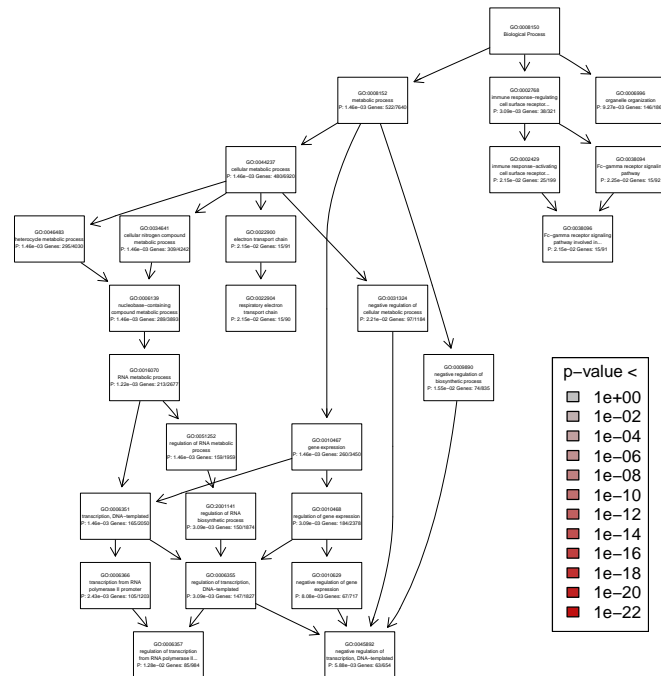 GO:0008150
Biological Process
GO:0008152
metabolic process
P: 1.46e-03 Genes: 522/7640
GO:0002768
immune response-regulating
cell surface receptor...
P: 3.09e-03 Genes: 38/321
GO:0006996
organelle organization
P: 9.27e-03 Genes: 146/186
GO:0044237
cellular metabolic process
P: 1.46e-03 Genes: 480/6920
GO:0002429
immune response-activating
cell surface receptor...
P: 2.15e-02 Genes: 25/199
GO:0038094
Fc-gamma receptor signaling
pathway
P: 2.25e-02 Genes: 15/92
GO:0046483
heterocycle metabolic process
P: 1.46e-03 Genes: 295/4030
GO:0034641
cellular nitrogen compound
metabolic process
P: 1.46e-03 Genes: 309/4242
GO:0022900
electron transport chain
P: 2.15e-02 Genes: 15/91
GO:0038096
Fc-gamma receptor signaling
pathway involved in...
P: 2.15e-02 Genes: 15/91
GO:0006139
nucleobase-containing
compound metabolic process
P: 1.46e-03 Genes: 289/3893
GO:0022904
respiratory electron
transport chain
P: 2.15e-02 Genes: 15/90
GO:0031324
negative regulation of
cellular metabolic process
P: 2.21e-02 Genes: 97/1184
GO:0016070
RNA metabolic process
P: 1.22e-03 Genes: 213/2677
GO:0009890
negative regulation of
biosynthetic process
P: 1.55e-02 Genes: 74/835
GO:0051252
regulation of RNA metabolic
process
P: 1.46e-03 Genes: 159/1959
GO:0010467
gene expression
P: 1.46e-03 Genes: 260/3450
GO:0006351
transcription, DNA-templated
P: 1.46e-03 Genes: 165/2050
GO:2001141
regulation of RNA
biosynthetic process
P: 3.09e-03 Genes: 150/1874
GO:0010468
regulation of gene expression
P: 3.09e-03 Genes: 184/2378
GO:0006366
transcription from RNA
polymerase II promoter
P: 2.43e-03 Genes: 105/1203
GO:0006355
regulation of transcription,
DNA-templated
P: 3.09e-03 Genes: 147/1827
GO:0010629
negative regulation of gene
expression
P: 8.08e-03 Genes: 67/717
GO:0006357
regulation of transcription
from RNA polymerase II...
P: 1.28e-02 Genes: 85/984
GO:0045892
negative regulation of
transcription, DNA-templated
P: 5.88e-03 Genes: 63/654
p-value <
1e+00
1e-02
1e-04
1e-06
1e-08
1e-10
1e-12
1e-14
1e-16
1e-18
1e-20
1e-22